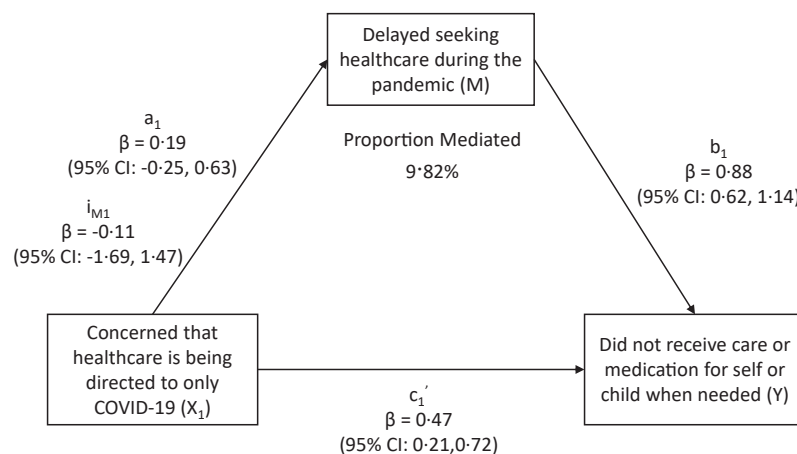 Delayed seeking
healthcare during the
pandemic (M)
a₁
β = 0·19
(95% CI: -0·25, 0·63)
Proportion Mediated
9·82%
b₁
β = 0·88
(95% CI: 0·62, 1·14)
i_M1
β = -0·11
(95% CI: -1·69, 1·47)
Concerned that
healthcare is being
directed to only
COVID-19 (X₁)
Did not receive care or
medication for self or
child when needed (Y)
c₁′
β = 0·47
(95% CI: 0·21,0·72)